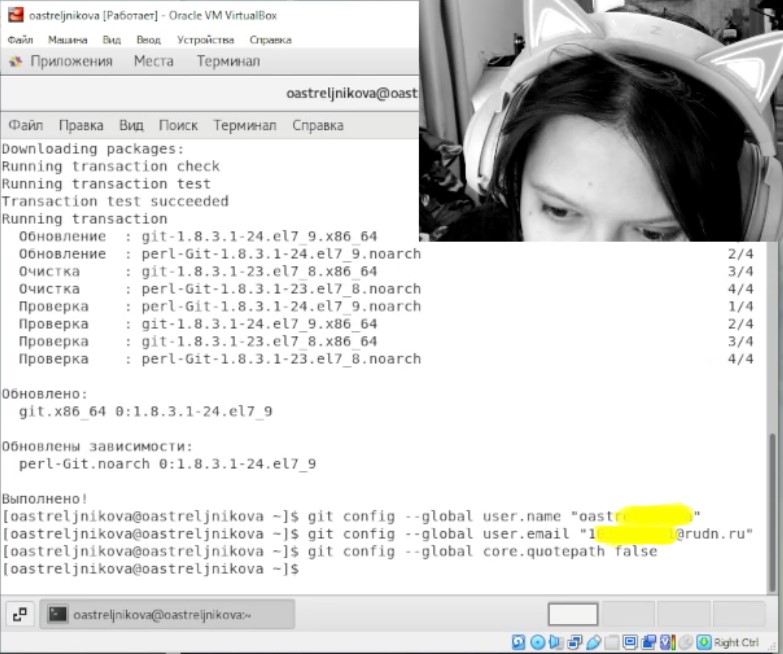 oastreljnikova [Работает] - Oracle VM VirtualBox
Файл Машина Вид Ввод Устройства Справка
Приложения Места Терминал
oastreljnikova@oast
Файл Правка Вид Поиск Терминал Справка
Downloading packages:
Running transaction check
Running transaction test
Transaction test succeeded
Running transaction
Обновление : git-1.8.3.1-24.el7_9.x86_64
Обновление : perl-Git-1.8.3.1-24.el7_9.noarch 2/4
Очистка : git-1.8.3.1-23.el7_8.x86_64 3/4
Очистка : perl-Git-1.8.3.1-23.el7_8.noarch 4/4
Проверка : perl-Git-1.8.3.1-24.el7_9.noarch 1/4
Проверка : git-1.8.3.1-24.el7_9.x86_64 2/4
Проверка : git-1.8.3.1-23.el7_8.x86_64 3/4
Проверка : perl-Git-1.8.3.1-23.el7_8.noarch 4/4
Обновлено:
git.x86_64 0:1.8.3.1-24.el7_9
Обновлены зависимости:
perl-Git.noarch 0:1.8.3.1-24.el7_9
Выполнено!
[oastreljnikova@oastreljnikova ~]$ git config --global user.name "oastr
[oastreljnikova@oastreljnikova ~]$ git config --global user.email "1 1@rudn.ru"
[oastreljnikova@oastreljnikova ~]$ git config --global core.quotepath false
[oastreljnikova@oastreljnikova ~]$
oastreljnikova@oastreljnikova:~
Right Ctrl